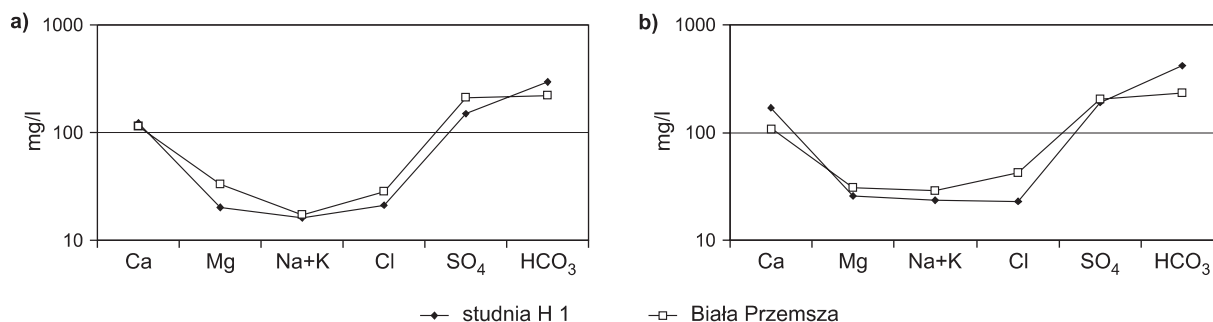 a)
1000
100
10
mg/l
Ca Mg Na+K Cl SO₄ HCO₃
b)
1000
100
10
mg/l
Ca Mg Na+K Cl SO₄ HCO₃
studnia H 1 Biała Przemsza